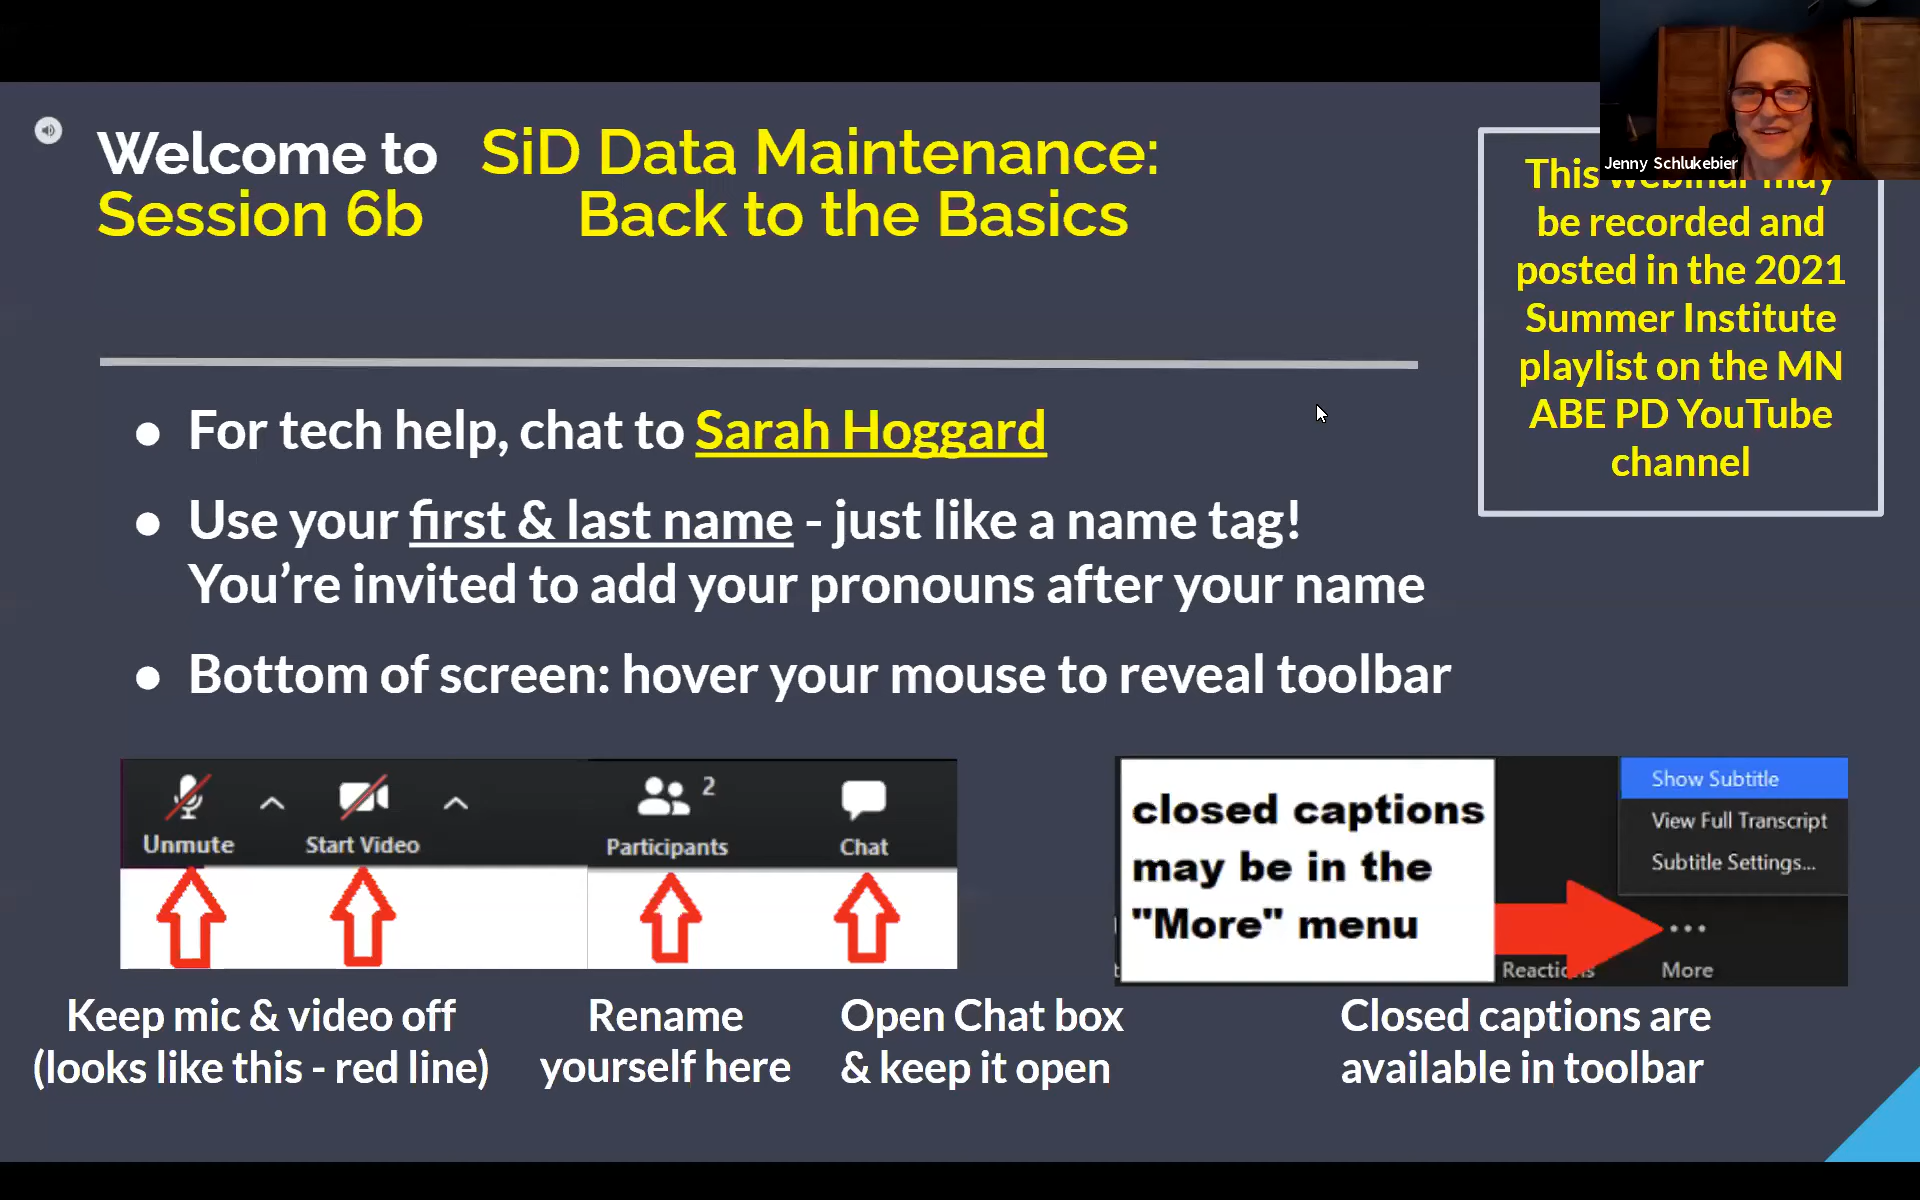 Welcome to
Session 6b
SiD Data Maintenance:
Back to the Basics
Jenny Schlukebier
This webinar may
be recorded and
posted in the 2021
Summer Institute
playlist on the MN
ABE PD YouTube
channel
For tech help, chat to Sarah Hoggard
Use your first & last name - just like a name tag!
You’re invited to add your pronouns after your name
Bottom of screen: hover your mouse to reveal toolbar
Unmute
Start Video
2
Participants
Chat
closed captions
may be in the
"More" menu
Show Subtitle
View Full Transcript
Subtitle Settings...
Reactions
More
Keep mic & video off
(looks like this - red line)
Rename
yourself here
Open Chat box
& keep it open
Closed captions are
available in toolbar